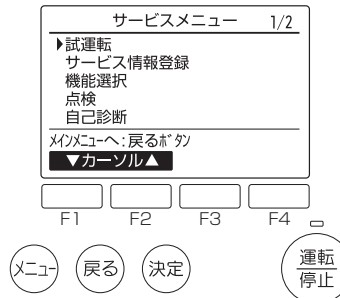 サービスメニュー 1/2
▶試運転
サービス情報登録
機能選択
点検
自己診断
ﾒｲﾝﾒﾆｭｰへ:戻るﾎﾞﾀﾝ
▼カーソル▲
F1 F2 F3 F4
メニュー 戻る 決定 運転
停止